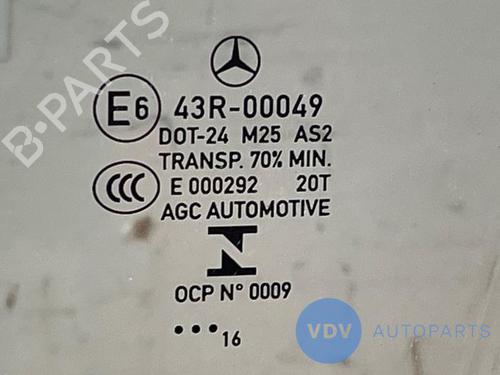 E6 43R-00049
DOT-24 M25 AS2
TRANSP. 70% MIN.
CCC E 000292 20T
AGC AUTOMOTIVE
N
OCP N° 0009
•••16
B-PARTS
VDV AUTOPARTS